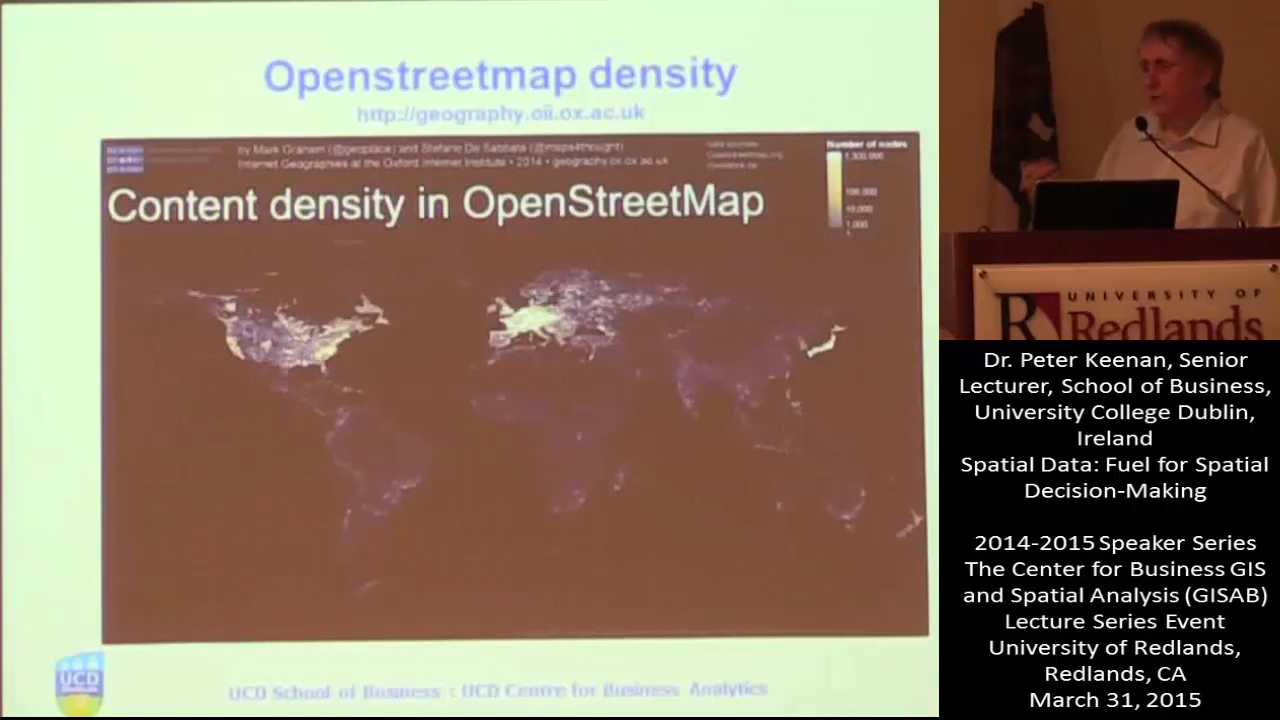 Openstreetmap density
http://geography.oii.ox.ac.uk
by Mark Graham (@geoplace) and Stefano De Sabbata (@maps4thought)
Internet Geographies at the Oxford Internet Institute • 2014 • geography.oii.ox.ac.uk
Number of nodes
1,300,000
100,000
10,000
1,000
1
Content density in OpenStreetMap
UCD
UCD School of Business : UCD Centre for Business Analytics
R UNIVERSITY OF
Redlands
Dr. Peter Keenan, Senior
Lecturer, School of Business,
University College Dublin,
Ireland
Spatial Data: Fuel for Spatial
Decision-Making
2014-2015 Speaker Series
The Center for Business GIS
and Spatial Analysis (GISAB)
Lecture Series Event
University of Redlands,
Redlands, CA
March 31, 2015